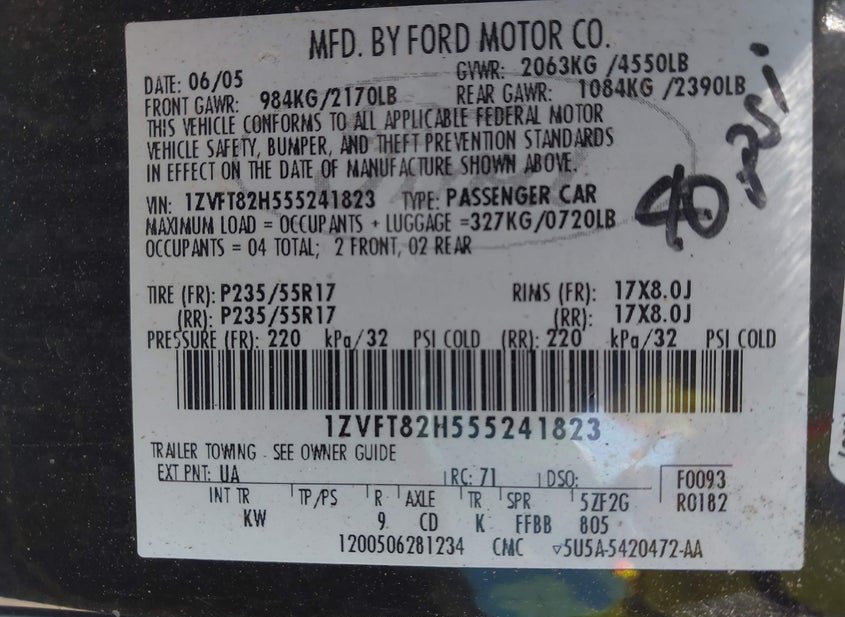 MFD. BY FORD MOTOR CO.
DATE: 06/05 GVWR: 2063KG /4550LB
FRONT GAWR: 984KG/2170LB REAR GAWR: 1084KG/2390LB
THIS VEHICLE CONFORMS TO ALL APPLICABLE FEDERAL MOTOR
VEHICLE SAFETY, BUMPER, AND THEFT PREVENTION STANDARDS
IN EFFECT ON THE DATE OF MANUFACTURE SHOWN ABOVE.
40 psi
VIN: 1ZVFT82H555241823 TYPE: PASSENGER CAR
MAXIMUM LOAD = OCCUPANTS + LUGGAGE =327KG/0720LB
OCCUPANTS = 04 TOTAL; 2 FRONT, 02 REAR
TIRE (FR): P235/55R17 RIMS (FR): 17X8.0J
(RR): P235/55R17 (RR): 17X8.0J
PRESSURE (FR): 220 kPa/32 PSI COLD (RR): 220 kPa/32 PSI COLD
1ZVFT82H555241823
TRAILER TOWING - SEE OWNER GUIDE
EXT PNT: UA RC: 71 DSO: F0093
INT TR TP/PS R AXLE TR SPR 5ZF2G R0182
KW 9 CD K FFBB 805
1200506281234 CMC ▽5U5A-5420472-AA